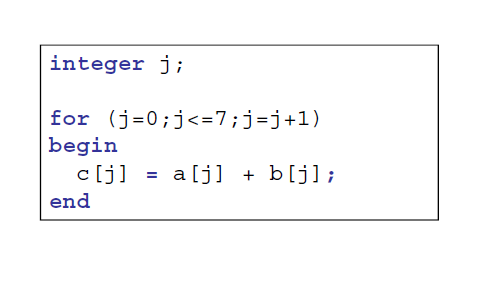 integer j;
for (j=0;j<=7;j=j+1)
begin
c[j] = a[j] + b[j];
end